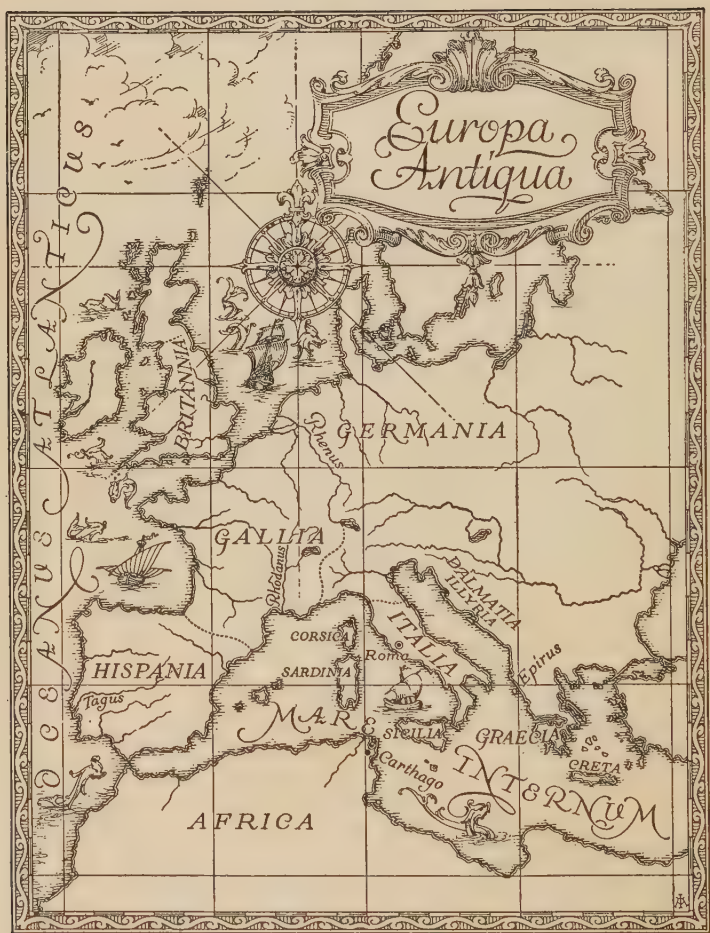 Europa
Antiqua
OCEANUS ATLANTICUS
BRITANNIA
GERMANIA
Rhenus
GALLIA
Rhodanus
DALMATIA
ILLYRIA
ITALIA
CORSICA
Roma
SARDINIA
HISPANIA
Tagus
Epirus
MARE INTERNUM
SICILIA
GRAECIA
CRETA
Carthago
AFRICA